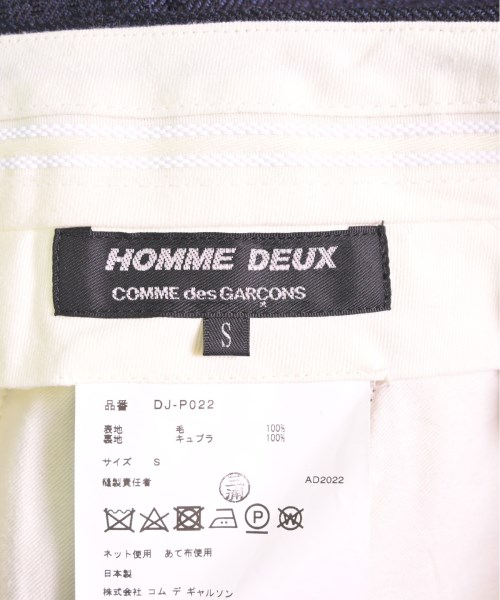 HOMME DEUX
COMME des GARÇONS
S
品番 DJ-P022
表地 毛 100%
裏地 キュプラ 100%
サイズ S
縫製責任者
三浦
AD2022
P W
ネット使用 あて布使用
日本製
株式会社 コム デ ギャルソン